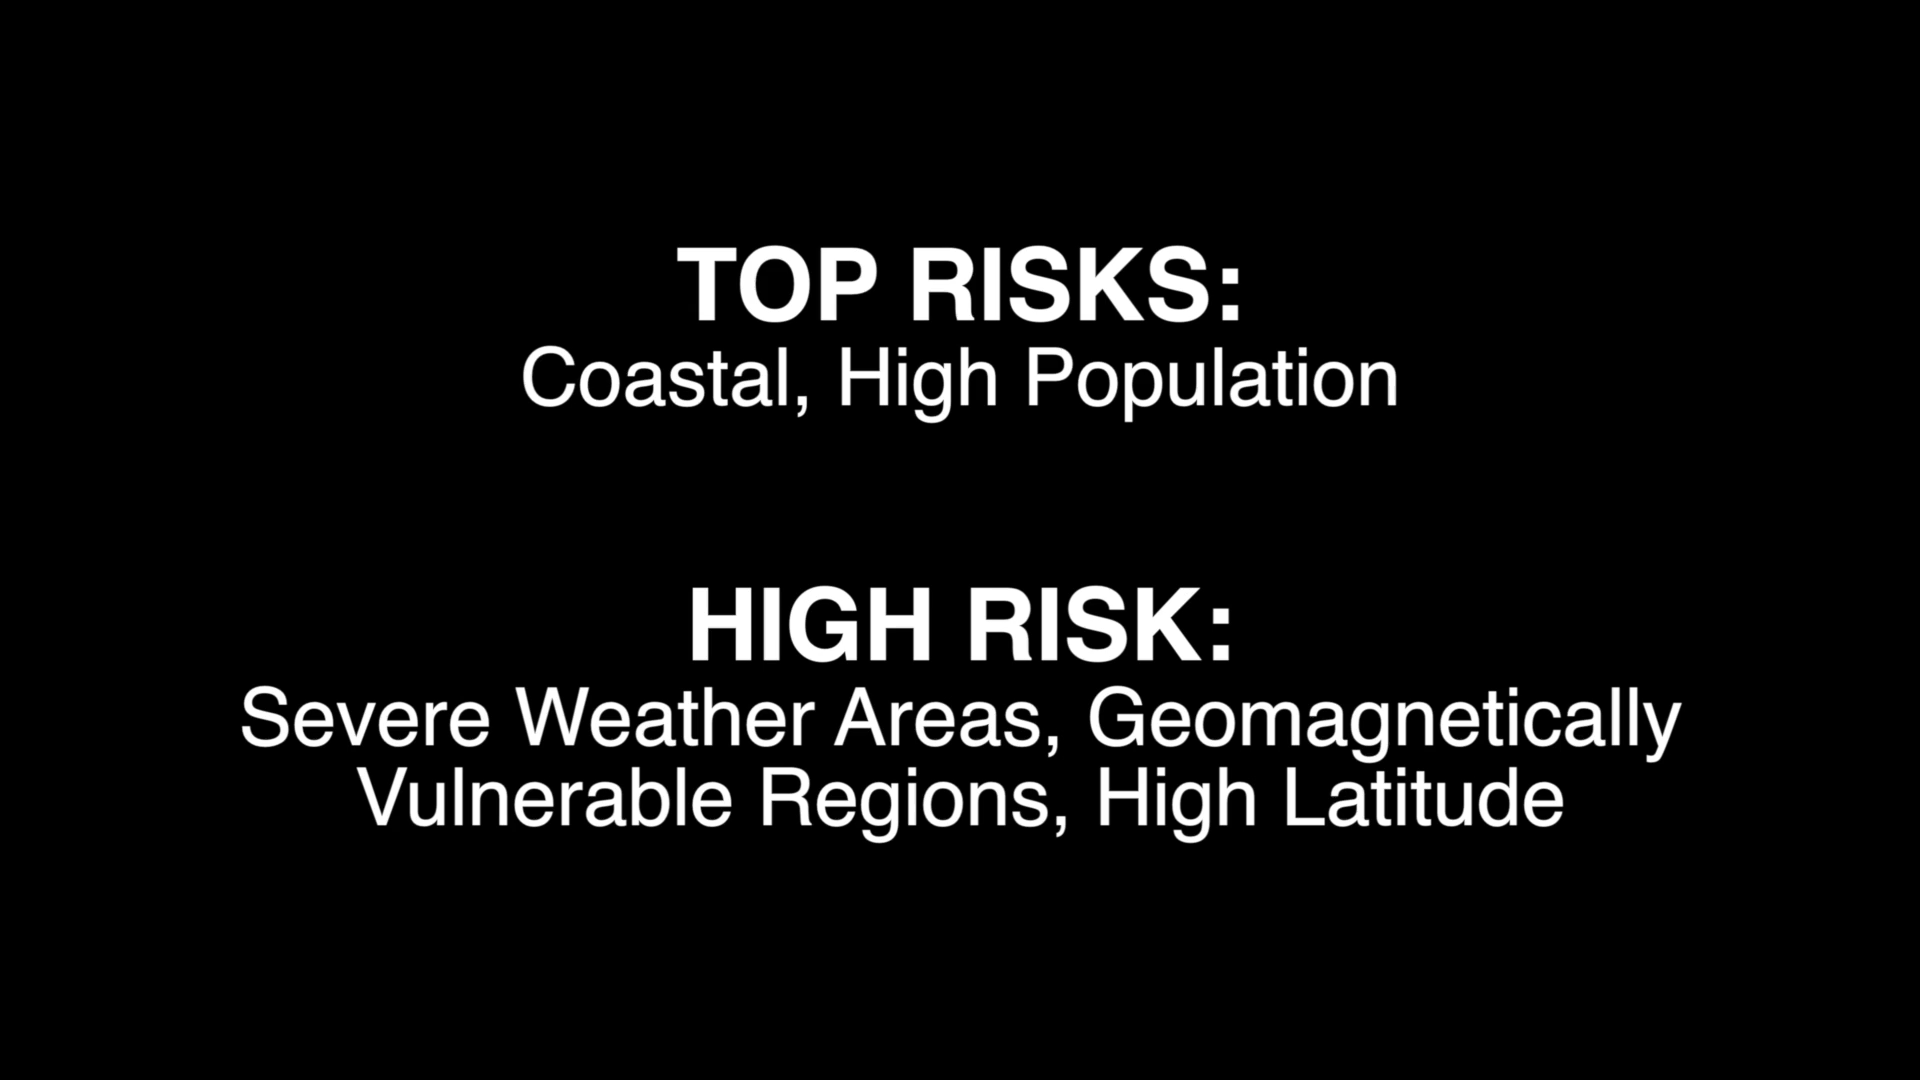 TOP RISKS:
Coastal, High Population
HIGH RISK:
Severe Weather Areas, Geomagnetically
Vulnerable Regions, High Latitude